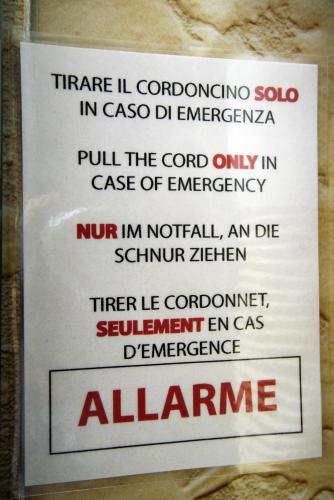 TIRARE IL CORDONCINO SOLO
IN CASO DI EMERGENZA
PULL THE CORD ONLY IN
CASE OF EMERGENCY
NUR IM NOTFALL, AN DIE
SCHNUR ZIEHEN
TIRER LE CORDONNET,
SEULEMENT EN CAS
D'EMERGENCE
ALLARME